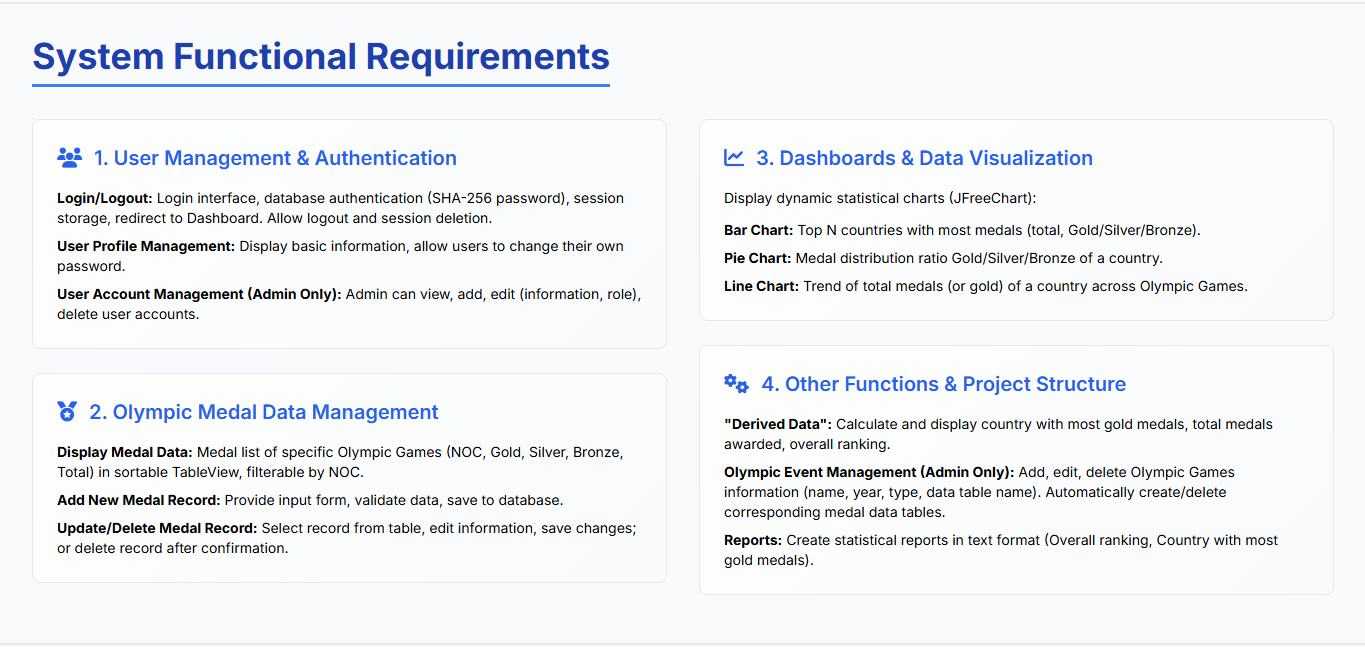 System Functional Requirements
1. User Management & Authentication
Login/Logout: Login interface, database authentication (SHA-256 password), session
storage, redirect to Dashboard. Allow logout and session deletion.
User Profile Management: Display basic information, allow users to change their own
password.
User Account Management (Admin Only): Admin can view, add, edit (information, role),
delete user accounts.
2. Olympic Medal Data Management
Display Medal Data: Medal list of specific Olympic Games (NOC, Gold, Silver, Bronze,
Total) in sortable TableView, filterable by NOC.
Add New Medal Record: Provide input form, validate data, save to database.
Update/Delete Medal Record: Select record from table, edit information, save changes;
or delete record after confirmation.
3. Dashboards & Data Visualization
Display dynamic statistical charts (JFreeChart):
Bar Chart: Top N countries with most medals (total, Gold/Silver/Bronze).
Pie Chart: Medal distribution ratio Gold/Silver/Bronze of a country.
Line Chart: Trend of total medals (or gold) of a country across Olympic Games.
4. Other Functions & Project Structure
"Derived Data": Calculate and display country with most gold medals, total medals
awarded, overall ranking.
Olympic Event Management (Admin Only): Add, edit, delete Olympic Games
information (name, year, type, data table name). Automatically create/delete
corresponding medal data tables.
Reports: Create statistical reports in text format (Overall ranking, Country with most
gold medals).